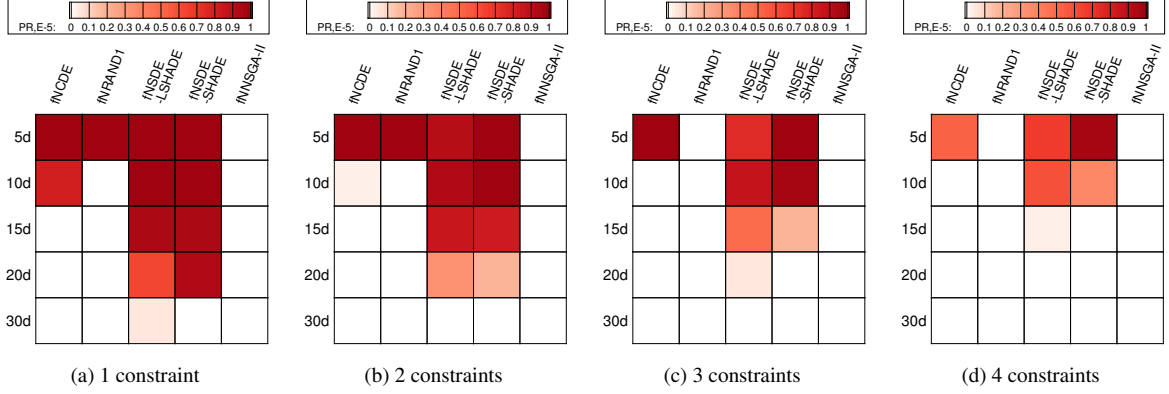 PR,E-5: 0 0.1 0.2 0.3 0.4 0.5 0.6 0.7 0.8 0.9 1
fNCDE
fNRAND1
fNSDE
-LSHADE
fNSDE
-SHADE
fNNISGA-II
5d
10d
15d
20d
30d
(a) 1 constraint
PR,E-5: 0 0.1 0.2 0.3 0.4 0.5 0.6 0.7 0.8 0.9 1
fNCDE
fNRAND1
fNSDE
-LSHADE
fNSDE
-SHADE
fNNISGA-II
5d
10d
15d
20d
30d
(b) 2 constraints
PR,E-5: 0 0.1 0.2 0.3 0.4 0.5 0.6 0.7 0.8 0.9 1
fNCDE
fNRAND1
fNSDE
-LSHADE
fNSDE
-SHADE
fNNISGA-II
5d
10d
15d
20d
30d
(c) 3 constraints
PR,E-5: 0 0.1 0.2 0.3 0.4 0.5 0.6 0.7 0.8 0.9 1
fNCDE
fNRAND1
fNSDE
-LSHADE
fNSDE
-SHADE
fNNISGA-II
5d
10d
15d
20d
30d
(d) 4 constraints